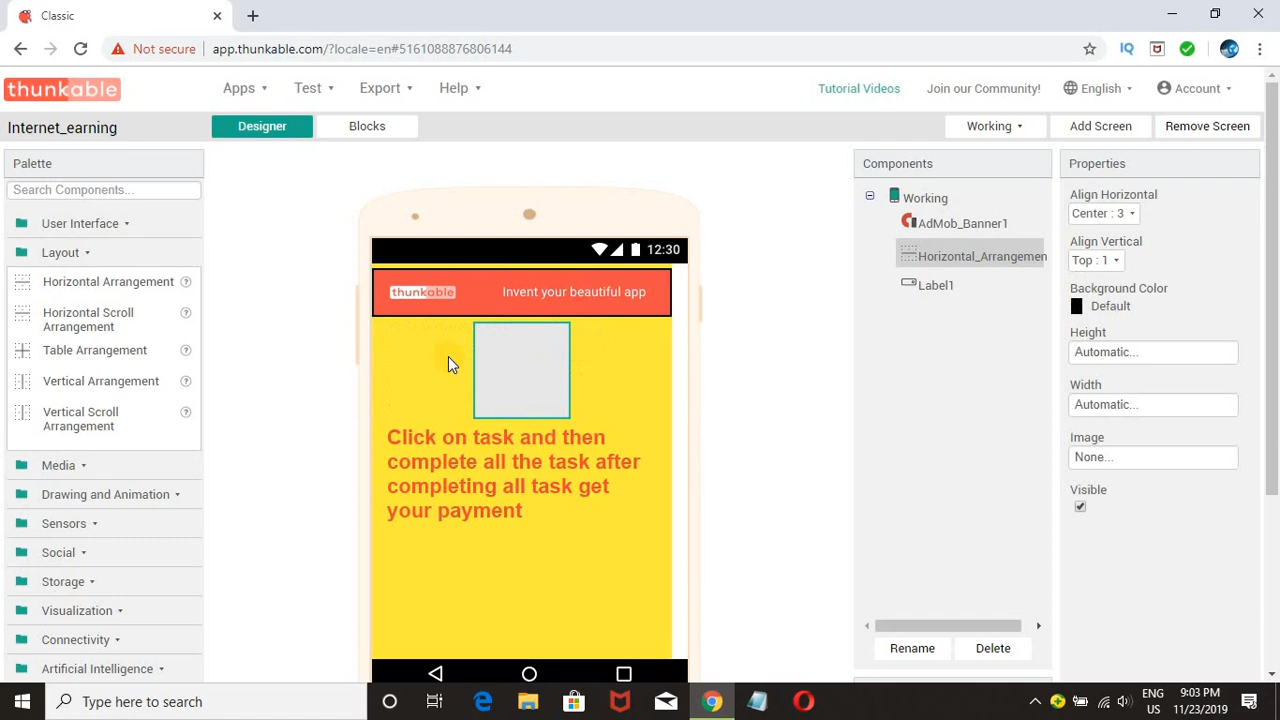 Classic
Not secure
app.thunkable.com/?locale=en#5161088876806144
IQ
thunkable
Apps
Test
Export
Help
Tutorial Videos
Join our Community!
English
Account
Internet_earning
Designer
Blocks
Working
Add Screen
Remove Screen
Palette
Search Components...
User Interface
Layout
Horizontal Arrangement
Horizontal Scroll
Arrangement
Table Arrangement
Vertical Arrangement
Vertical Scroll
Arrangement
Media
Drawing and Animation
Sensors
Social
Storage
Visualization
Connectivity
Artificial Intelligence
12:30
thunkable
Invent your beautiful app
Click on task and then
complete all the task after
completing all task get
your payment
Components
Working
AdMob_Banner1
Horizontal_Arrangemen
Label1
Rename
Delete
Properties
Align Horizontal
Center : 3
Align Vertical
Top : 1
Background Color
Default
Height
Automatic...
Width
Automatic...
Image
None...
Visible
Type here to search
ENG
US
9:03 PM
11/23/2019